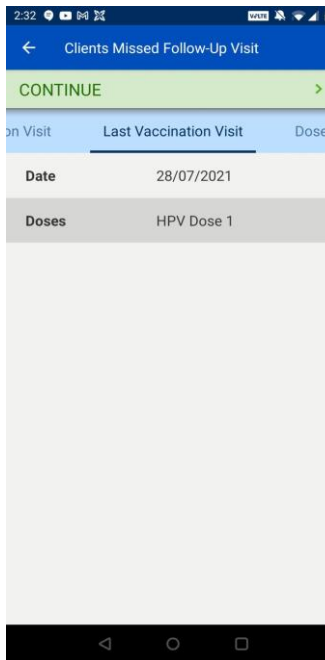 2:32
VoLTE
Clients Missed Follow-Up Visit
CONTINUE
on Visit Last Vaccination Visit Dose
Date 28/07/2021
Doses HPV Dose 1